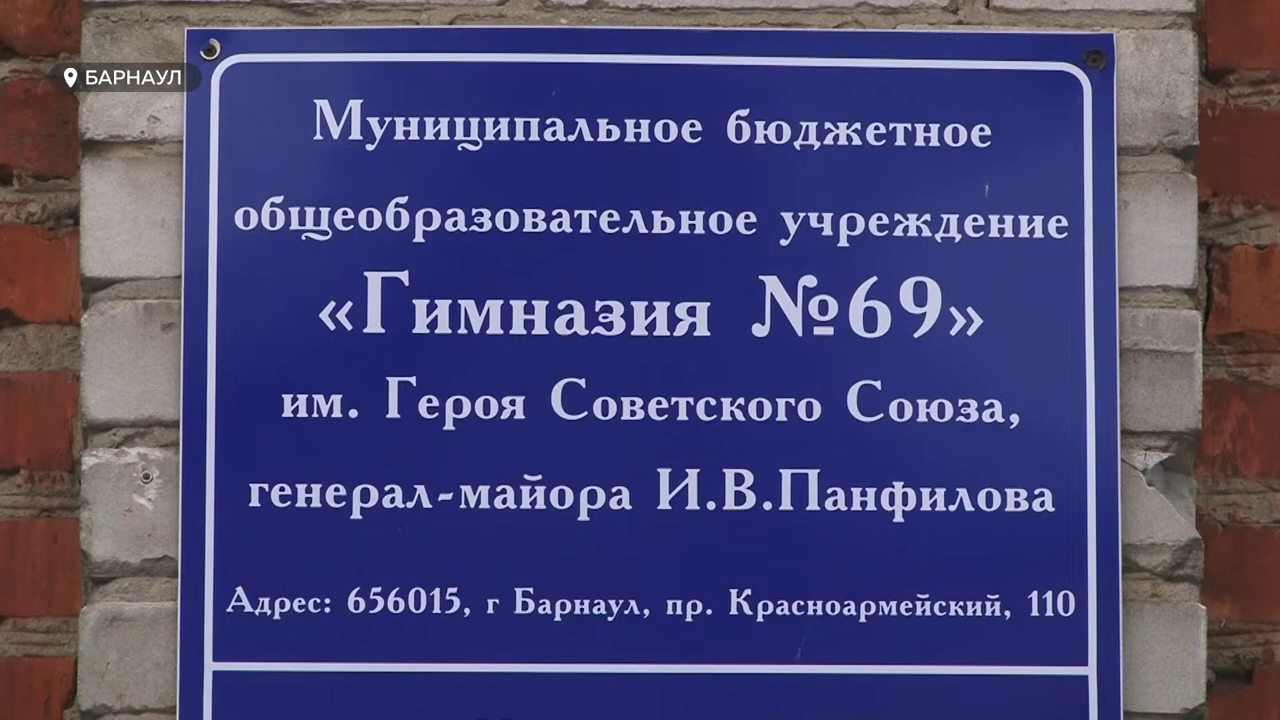 БАРНАУЛ
Муниципальное бюджетное
общеобразовательное учреждение
«Гимназия №69»
им. Героя Советского Союза,
генерал-майора И.В.Панфилова
Адрес: 656015, г Барнаул, пр. Красноармейский, 110